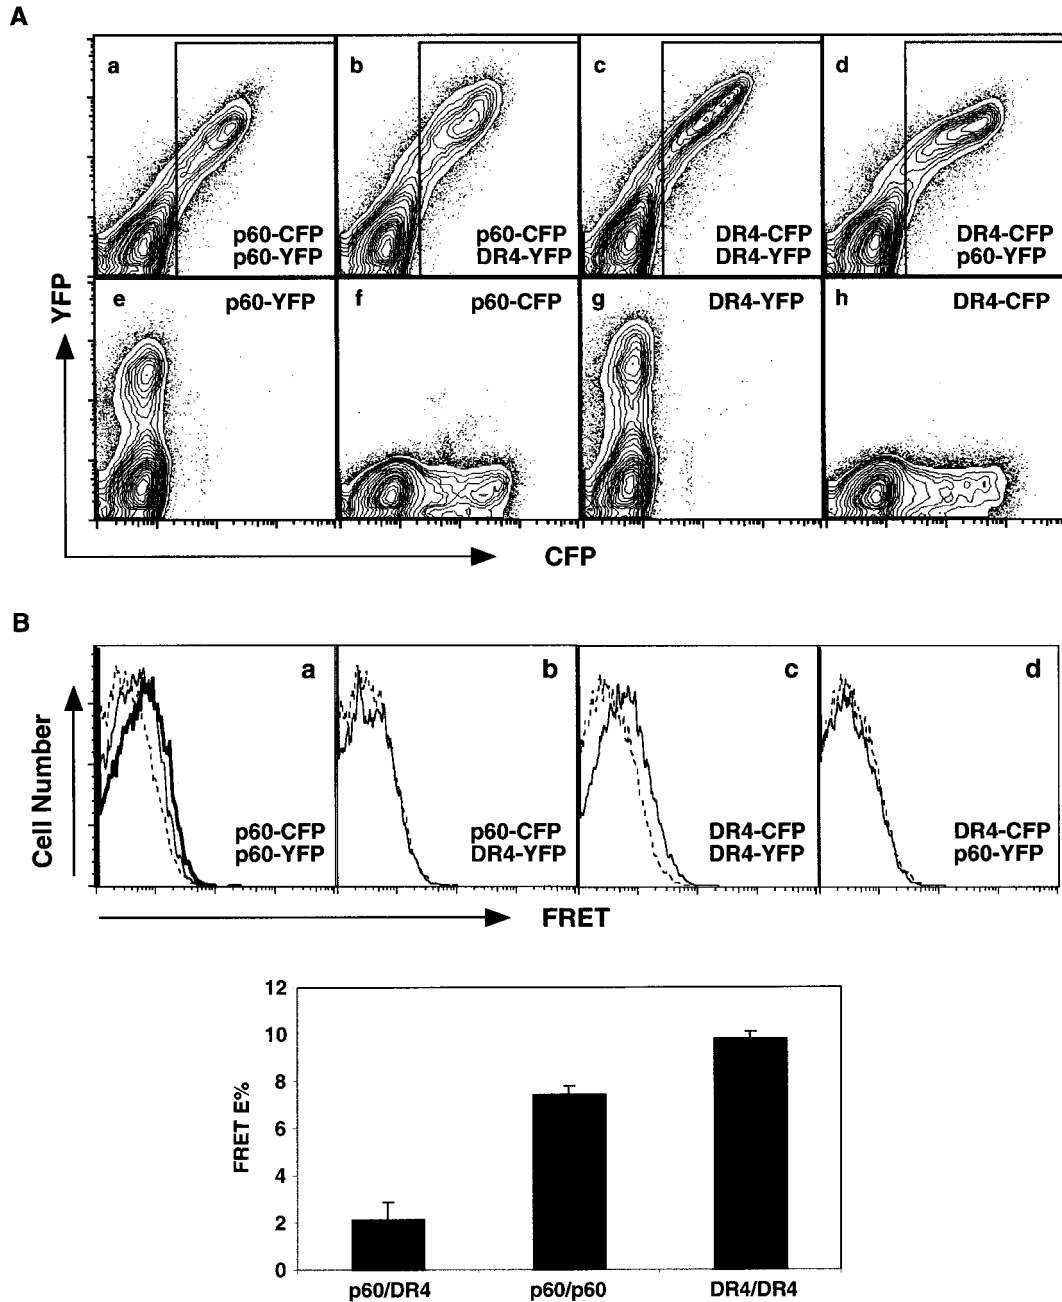 A
a
p60-CFP
p60-YFP
b
p60-CFP
DR4-YFP
c
DR4-CFP
DR4-YFP
d
DR4-CFP
p60-YFP
YFP
e
p60-YFP
f
p60-CFP
g
DR4-YFP
h
DR4-CFP
CFP
B
Cell Number
a
p60-CFP
p60-YFP
b
p60-CFP
DR4-YFP
c
DR4-CFP
DR4-YFP
d
DR4-CFP
p60-YFP
FRET
FRET E%
12
10
8
6
4
2
0
p60/DR4
p60/p60
DR4/DR4